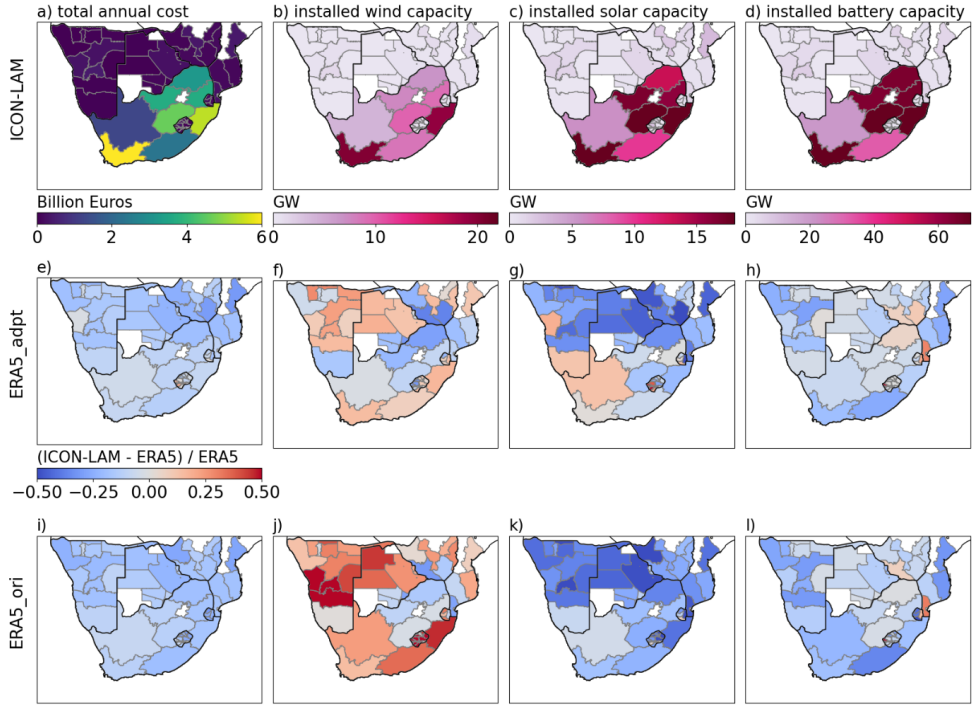 a) total annual cost
b) installed wind capacity
c) installed solar capacity
d) installed battery capacity
ICON-LAM
Billion Euros
GW
GW
GW
0 2 4 6
0 10 20
0 5 10 15
0 20 40 60
e)
f)
g)
h)
ERA5_adpt
(ICON-LAM - ERA5) / ERA5
−0.50 −0.25 0.00 0.25 0.50
i)
j)
k)
l)
ERA5_ori